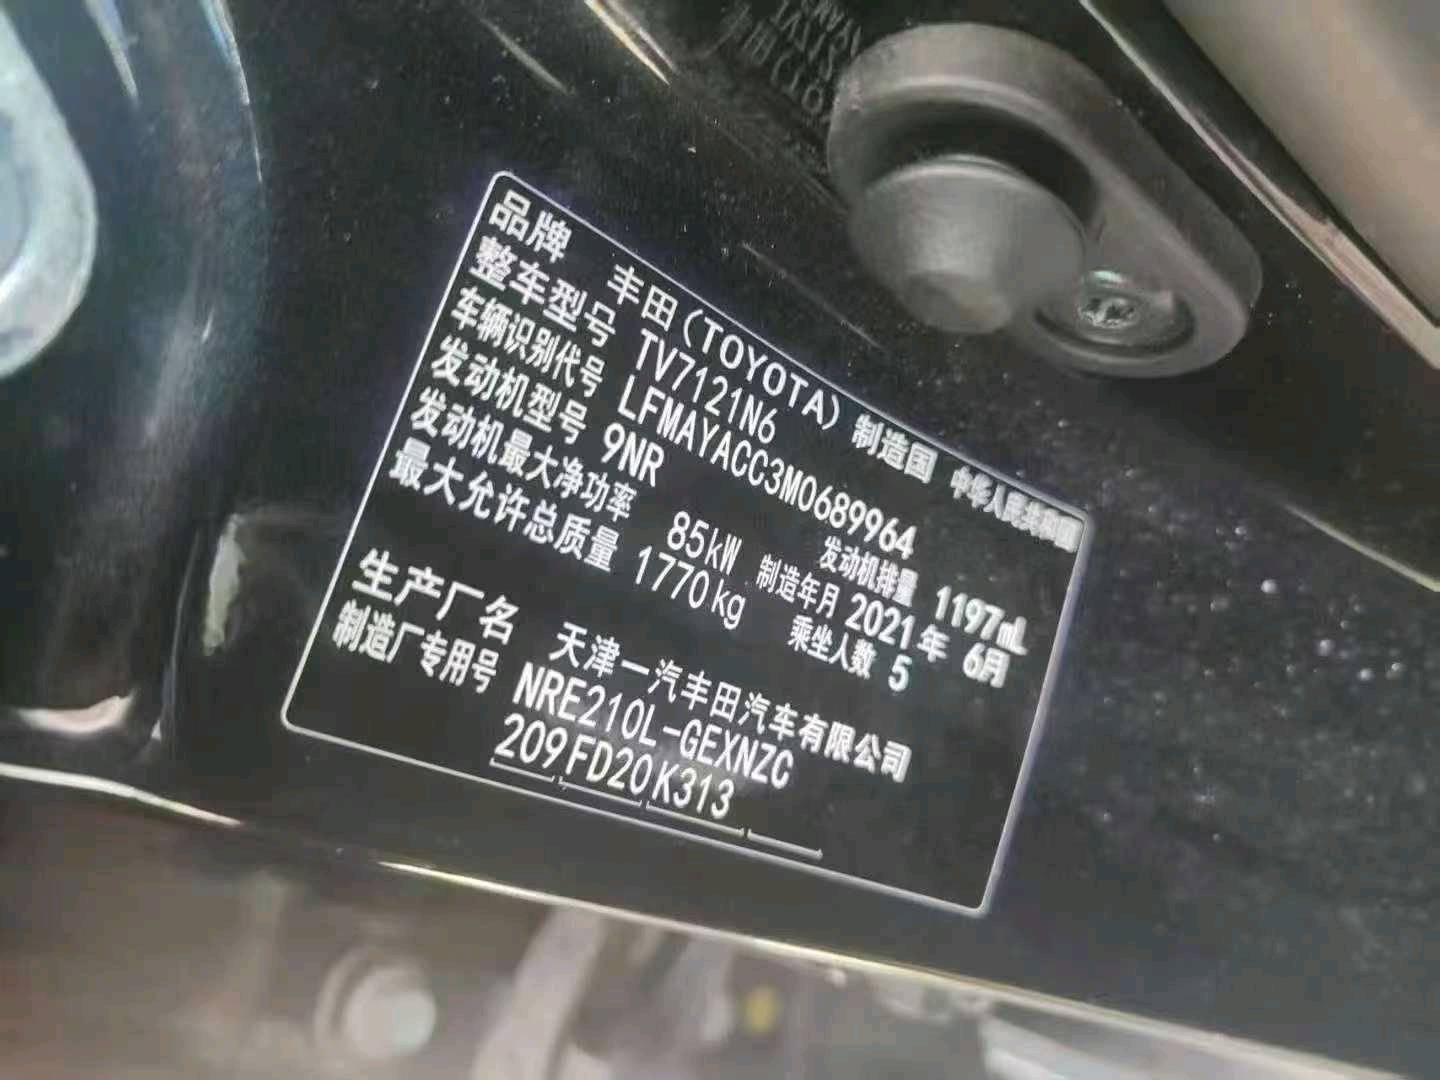 品牌 丰田(TOYOTA) 制造国 中华人民共和国
整车型号 TV7121N6
车辆识别代号 LFMAYACC3M0689964
发动机型号 9NR 发动机排量 1197mL
发动机最大净功率 85kW 制造年月 2021年 6月
最大允许总质量 1770kg 乘坐人数 5
生产厂名 天津一汽丰田汽车有限公司
制造厂专用号 NRE210L-GEXNZC
209FD20K313